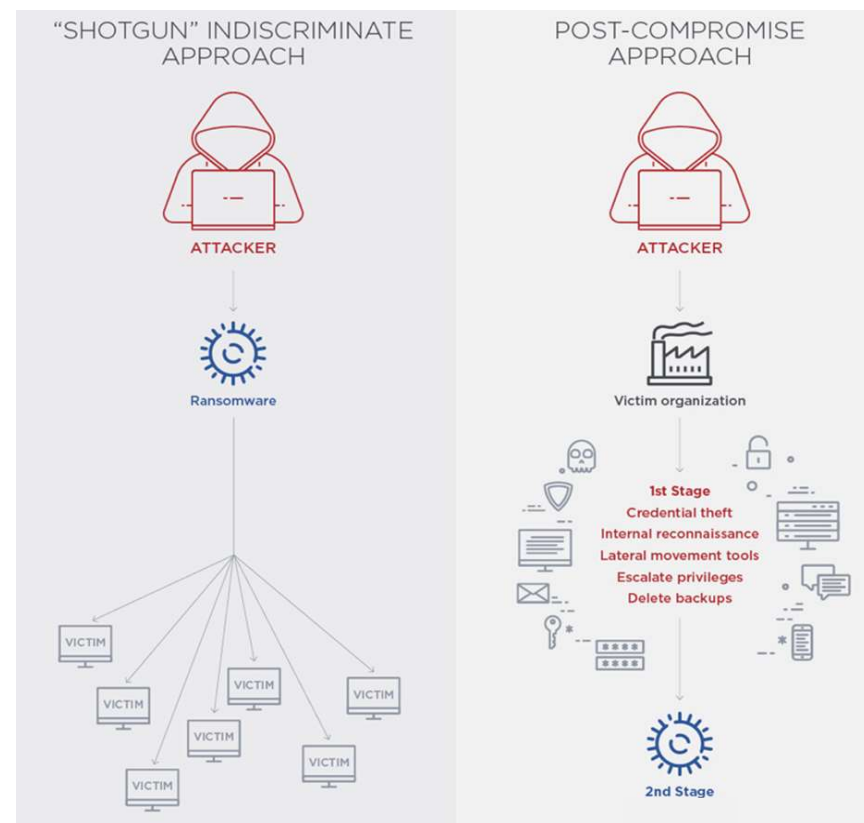 “SHOTGUN” INDISCRIMINATE
APPROACH
ATTACKER
Ransomware
VICTIM
VICTIM
VICTIM
VICTIM
VICTIM
VICTIM
VICTIM
POST-COMPROMISE
APPROACH
ATTACKER
Victim organization
1st Stage
Credential theft
Internal reconnaissance
Lateral movement tools
Escalate privileges
Delete backups
****
****
2nd Stage